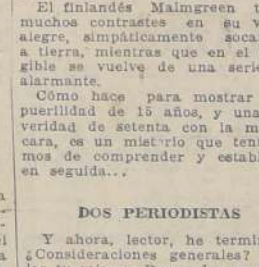 El finlandés Malmgreen t
muchos contrastes en su v
alegre, simpáticamente soca
a tierra, mientras que en el
gible se vuelve de una serie
alarmante.
Cómo hace para mostrar
puerilidad de 15 años, y una
veridad de setenta con la m
cara, es un misterio que ten
mos de comprender y establ
en seguida...
DOS PERIODISTAS
Y ahora, lector, he termi
¿Consideraciones generales?